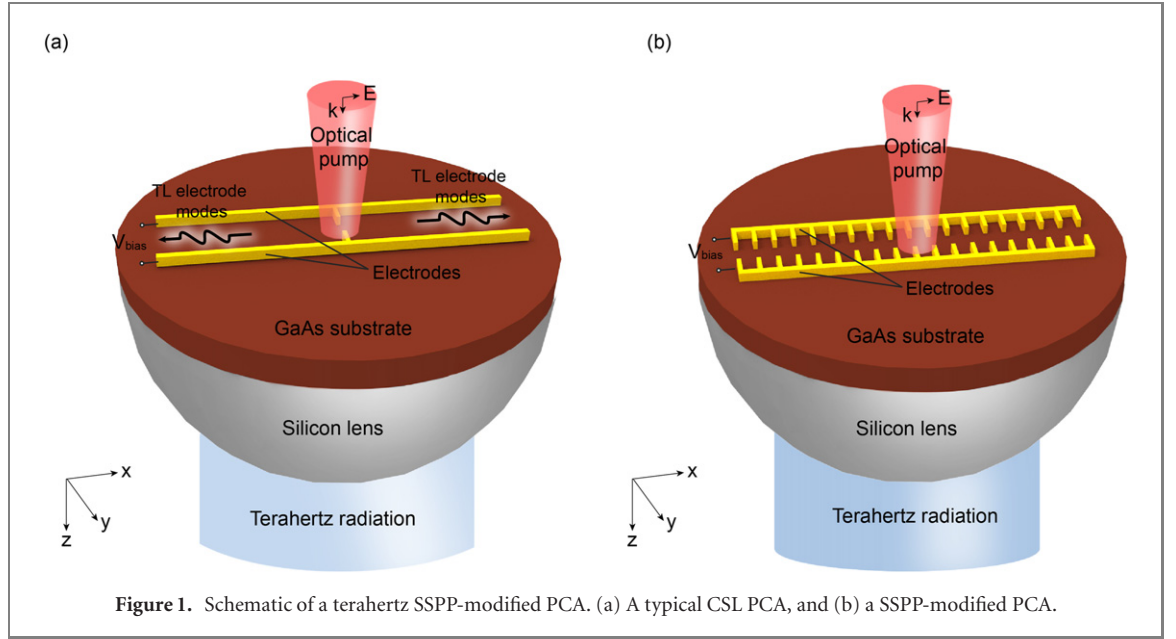 (a)
E
k
Optical
pump
TL electrode
modes
TL electrode
modes
V_bias
Electrodes
GaAs substrate
Silicon lens
Terahertz radiation
x
y
z
(b)
E
k
Optical
pump
V_bias
Electrodes
GaAs substrate
Silicon lens
Terahertz radiation
x
y
z
Figure 1. Schematic of a terahertz SSPP-modified PCA. (a) A typical CSL PCA, and (b) a SSPP-modified PCA.